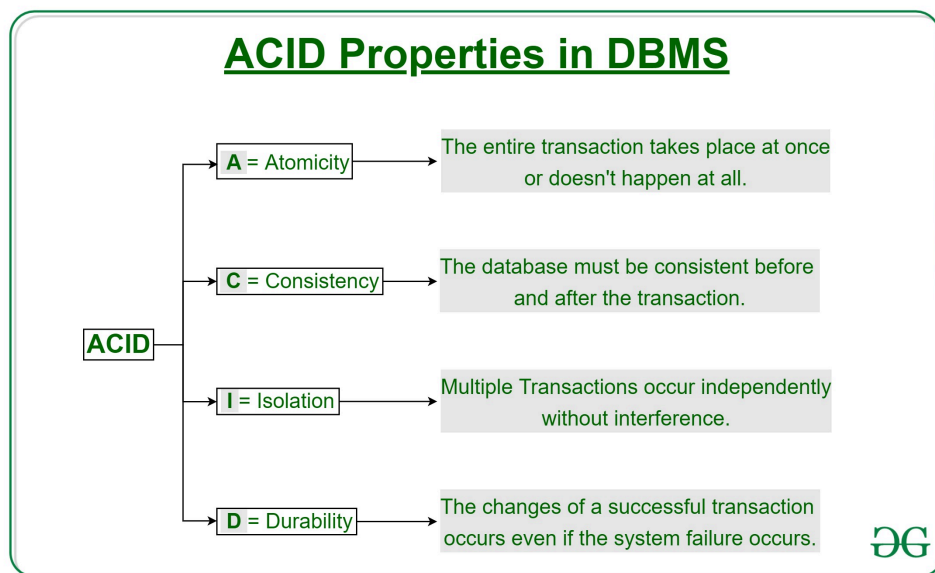 ACID Properties in DBMS
A = Atomicity
The entire transaction takes place at once
or doesn't happen at all.
C = Consistency
The database must be consistent before
and after the transaction.
ACID
I = Isolation
Multiple Transactions occur independently
without interference.
D = Durability
The changes of a successful transaction
occurs even if the system failure occurs.